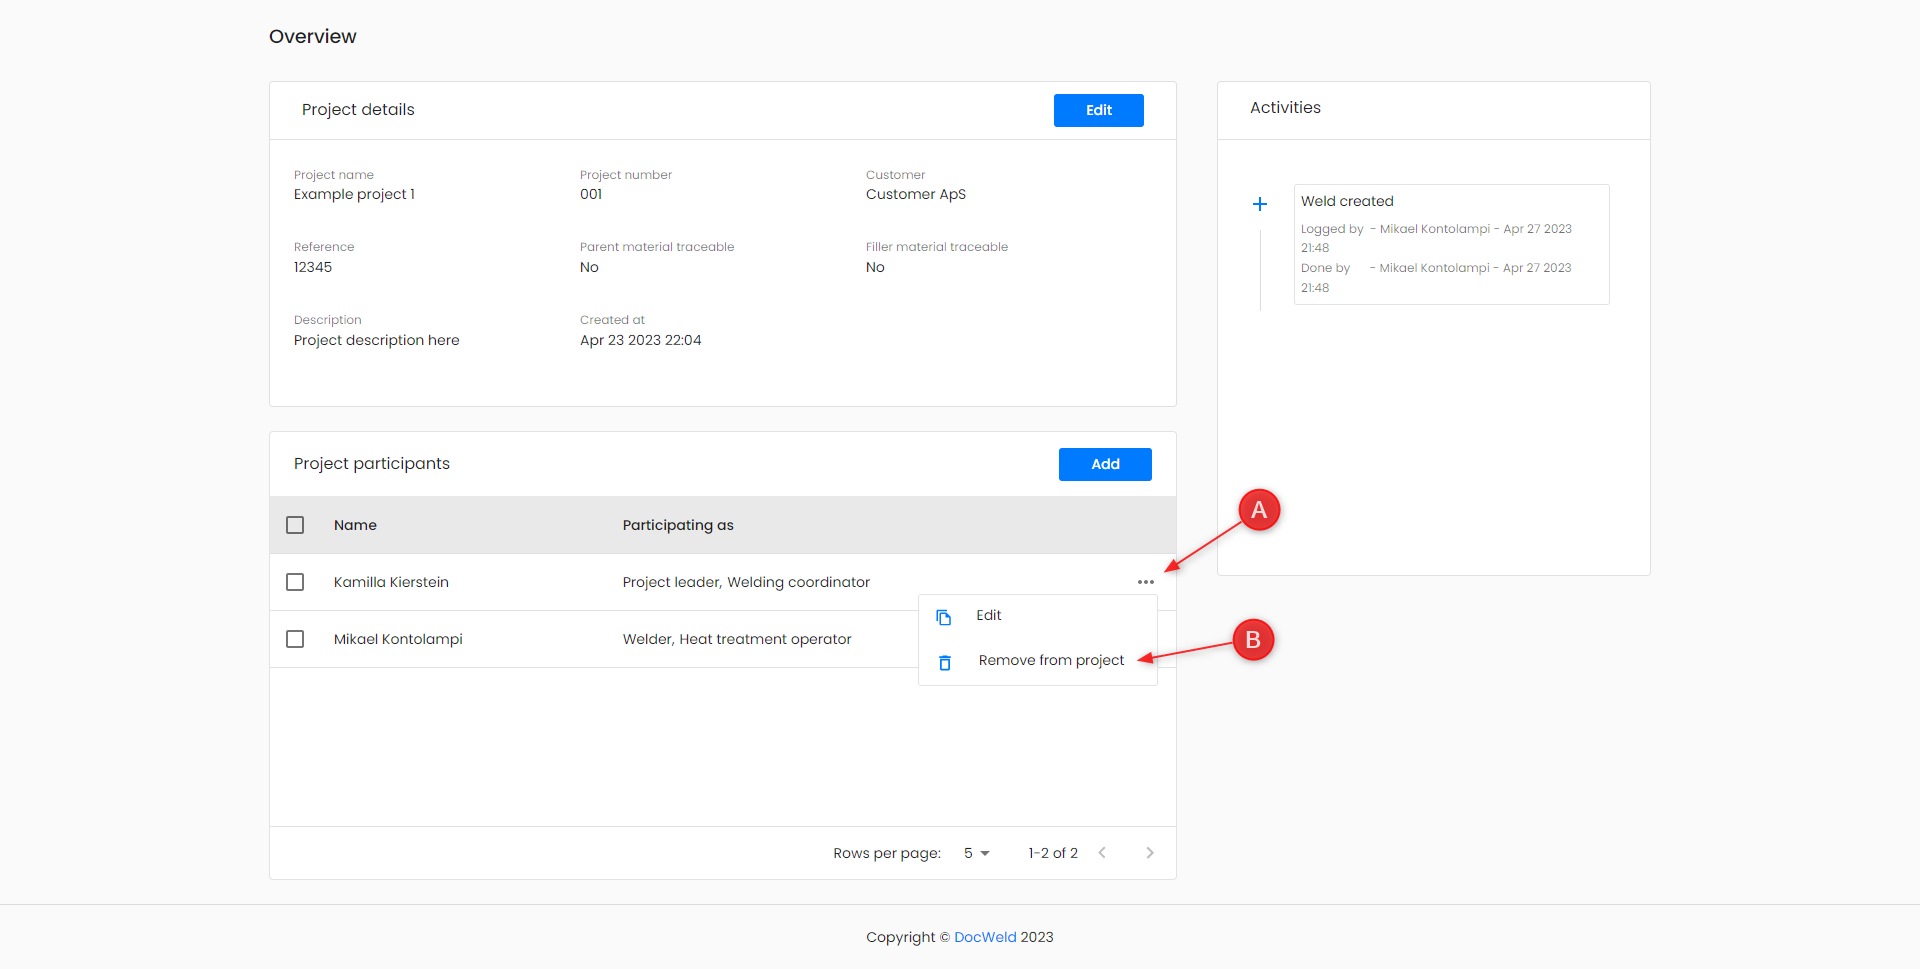 Overview
Project details
Edit
Project name
Example project 1
Project number
001
Customer
Customer ApS
Reference
12345
Parent material traceable
No
Filler material traceable
No
Description
Project description here
Created at
Apr 23 2023 22:04
Activities
Weld created
Logged by - Mikael Kontolampi - Apr 27 2023
21:48
Done by - Mikael Kontolampi - Apr 27 2023
21:48
Project participants
Add
Name Participating as
A
Kamilla Kierstein Project leader, Welding coordinator
Edit
Mikael Kontolampi Welder, Heat treatment operator
B
Remove from project
Rows per page: 5 1-2 of 2
Copyright © DocWeld 2023